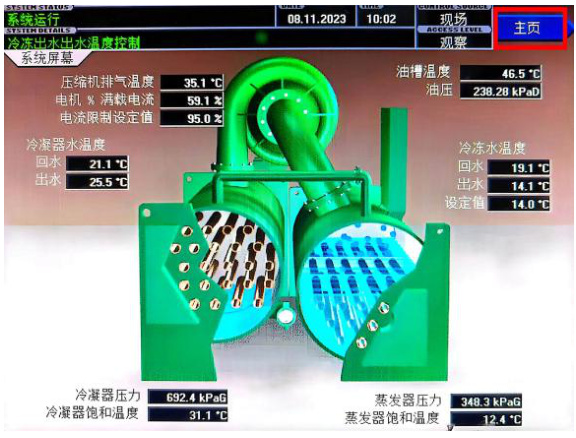 SYSTEM STATUS
系统运行
08.11.2023
10:02
CONTROL SOURCE
现场
主页
SYSTEM DETAILS
冷冻出水出水温度控制
ACCESS LEVEL
观察
系统屏幕
压缩机排气温度 35.1 °C
电机 % 满载电流 59.1 %
电流限制设定值 95.0 %
油槽温度 46.5 °C
油压 238.28 kPaD
冷凝器水温度
回水 21.1 °C
出水 25.5 °C
冷冻水温度
回水 19.1 °C
出水 14.1 °C
设定值 14.0 °C
冷凝器压力 692.4 kPaG
冷凝器饱和温度 31.1 °C
蒸发器压力 348.3 kPaG
蒸发器饱和温度 12.4 °C